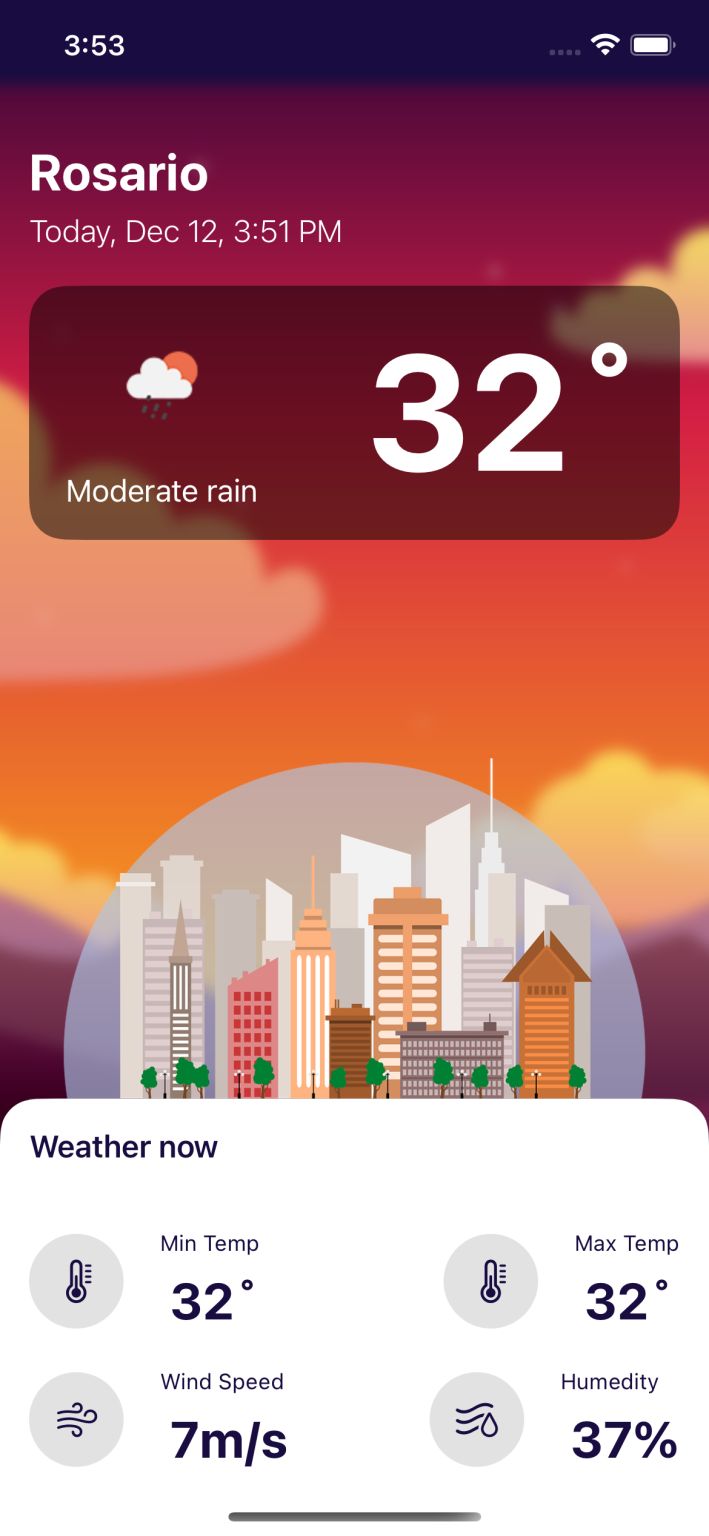 3:53
Rosario
Today, Dec 12, 3:51 PM
32°
Moderate rain
Weather now
Min Temp
32°
Max Temp
32°
Wind Speed
7m/s
Humedity
37%